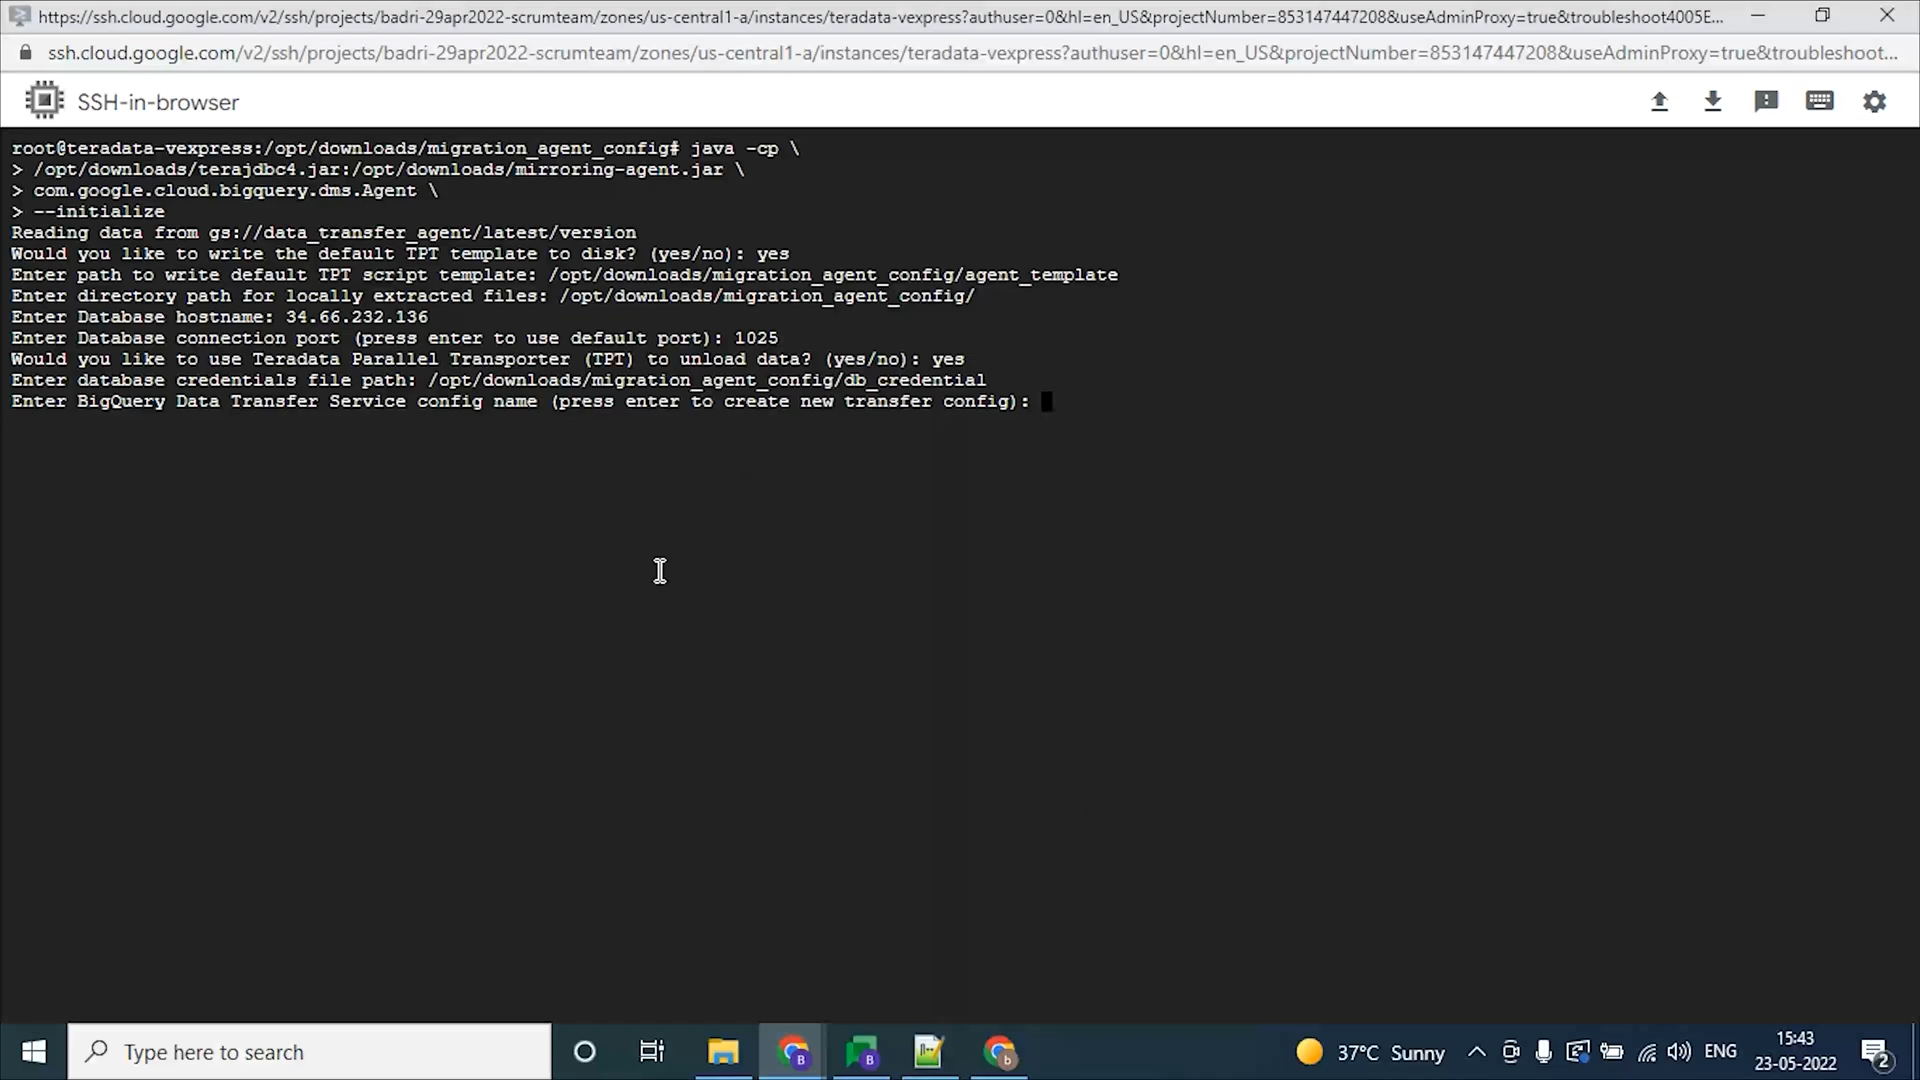 https://ssh.cloud.google.com/v2/ssh/projects/badri-29apr2022-scrumteam/zones/us-central1-a/instances/teradata-vexpress?authuser=0&hl=en_US&projectNumber=853147447208&useAdminProxy=true&troubleshoot4005E...
ssh.cloud.google.com/v2/ssh/projects/badri-29apr2022-scrumteam/zones/us-central1-a/instances/teradata-vexpress?authuser=0&hl=en_US&projectNumber=853147447208&useAdminProxy=true&troubleshoot...
SSH-in-browser
root@teradata-vexpress:/opt/downloads/migration_agent_config# java -cp \
> /opt/downloads/terajdbc4.jar:/opt/downloads/mirroring-agent.jar \
> com.google.cloud.bigquery.dms.Agent \
> --initialize
Reading data from gs://data_transfer_agent/latest/version
Would you like to write the default TPT template to disk? (yes/no): yes
Enter path to write default TPT script template: /opt/downloads/migration_agent_config/agent_template
Enter directory path for locally extracted files: /opt/downloads/migration_agent_config/
Enter Database hostname: 34.66.232.136
Enter Database connection port (press enter to use default port): 1025
Would you like to use Teradata Parallel Transporter (TPT) to unload data? (yes/no): yes
Enter database credentials file path: /opt/downloads/migration_agent_config/db_credential
Enter BigQuery Data Transfer Service config name (press enter to create new transfer config):
Type here to search
B
B
b
37°C Sunny
ENG
15:43
23-05-2022
2